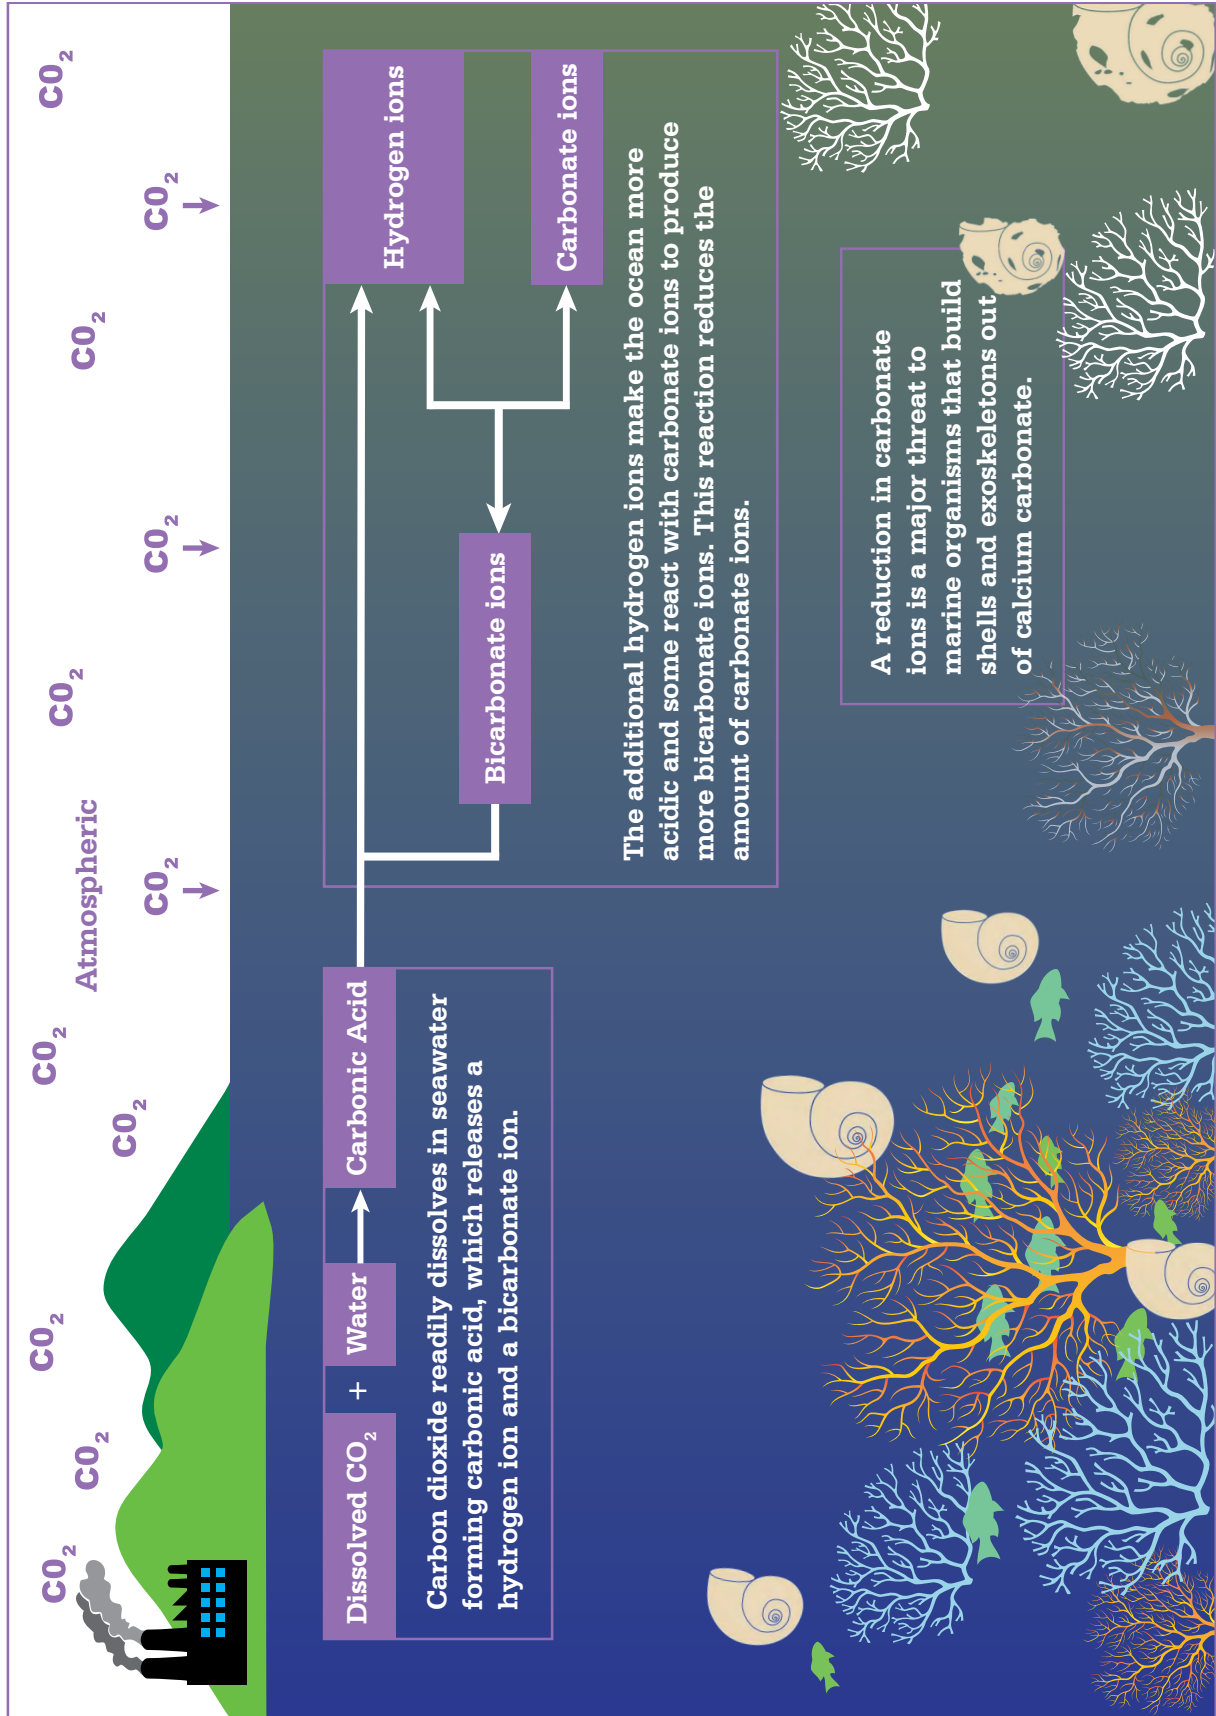 Atmospheric
CO₂
CO₂
CO₂
CO₂
CO₂
CO₂
CO₂
CO₂
CO₂
CO₂
CO₂
CO₂
Dissolved CO₂ + Water
Carbonic Acid
Carbon dioxide readily dissolves in seawater
forming carbonic acid, which releases a
hydrogen ion and a bicarbonate ion.
Bicarbonate ions
Hydrogen ions
Carbonate ions
The additional hydrogen ions make the ocean more
acidic and some react with carbonate ions to produce
more bicarbonate ions. This reaction reduces the
amount of carbonate ions.
A reduction in carbonate
ions is a major threat to
marine organisms that build
shells and exoskeletons out
of calcium carbonate.